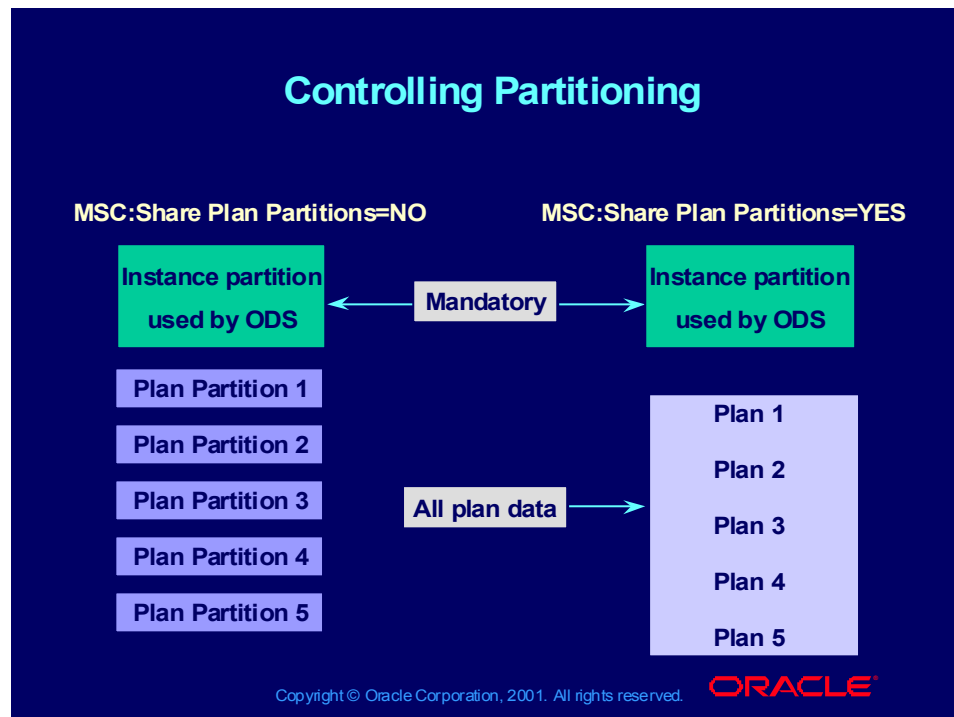 Controlling Partitioning
MSC:Share Plan Partitions=NO
MSC:Share Plan Partitions=YES
Instance partition
used by ODS
Mandatory
Instance partition
used by ODS
Plan Partition 1
Plan Partition 2
Plan Partition 3
Plan Partition 4
Plan Partition 5
All plan data
Plan 1
Plan 2
Plan 3
Plan 4
Plan 5
Copyright © Oracle Corporation, 2001. All rights reserved.
ORACLE®